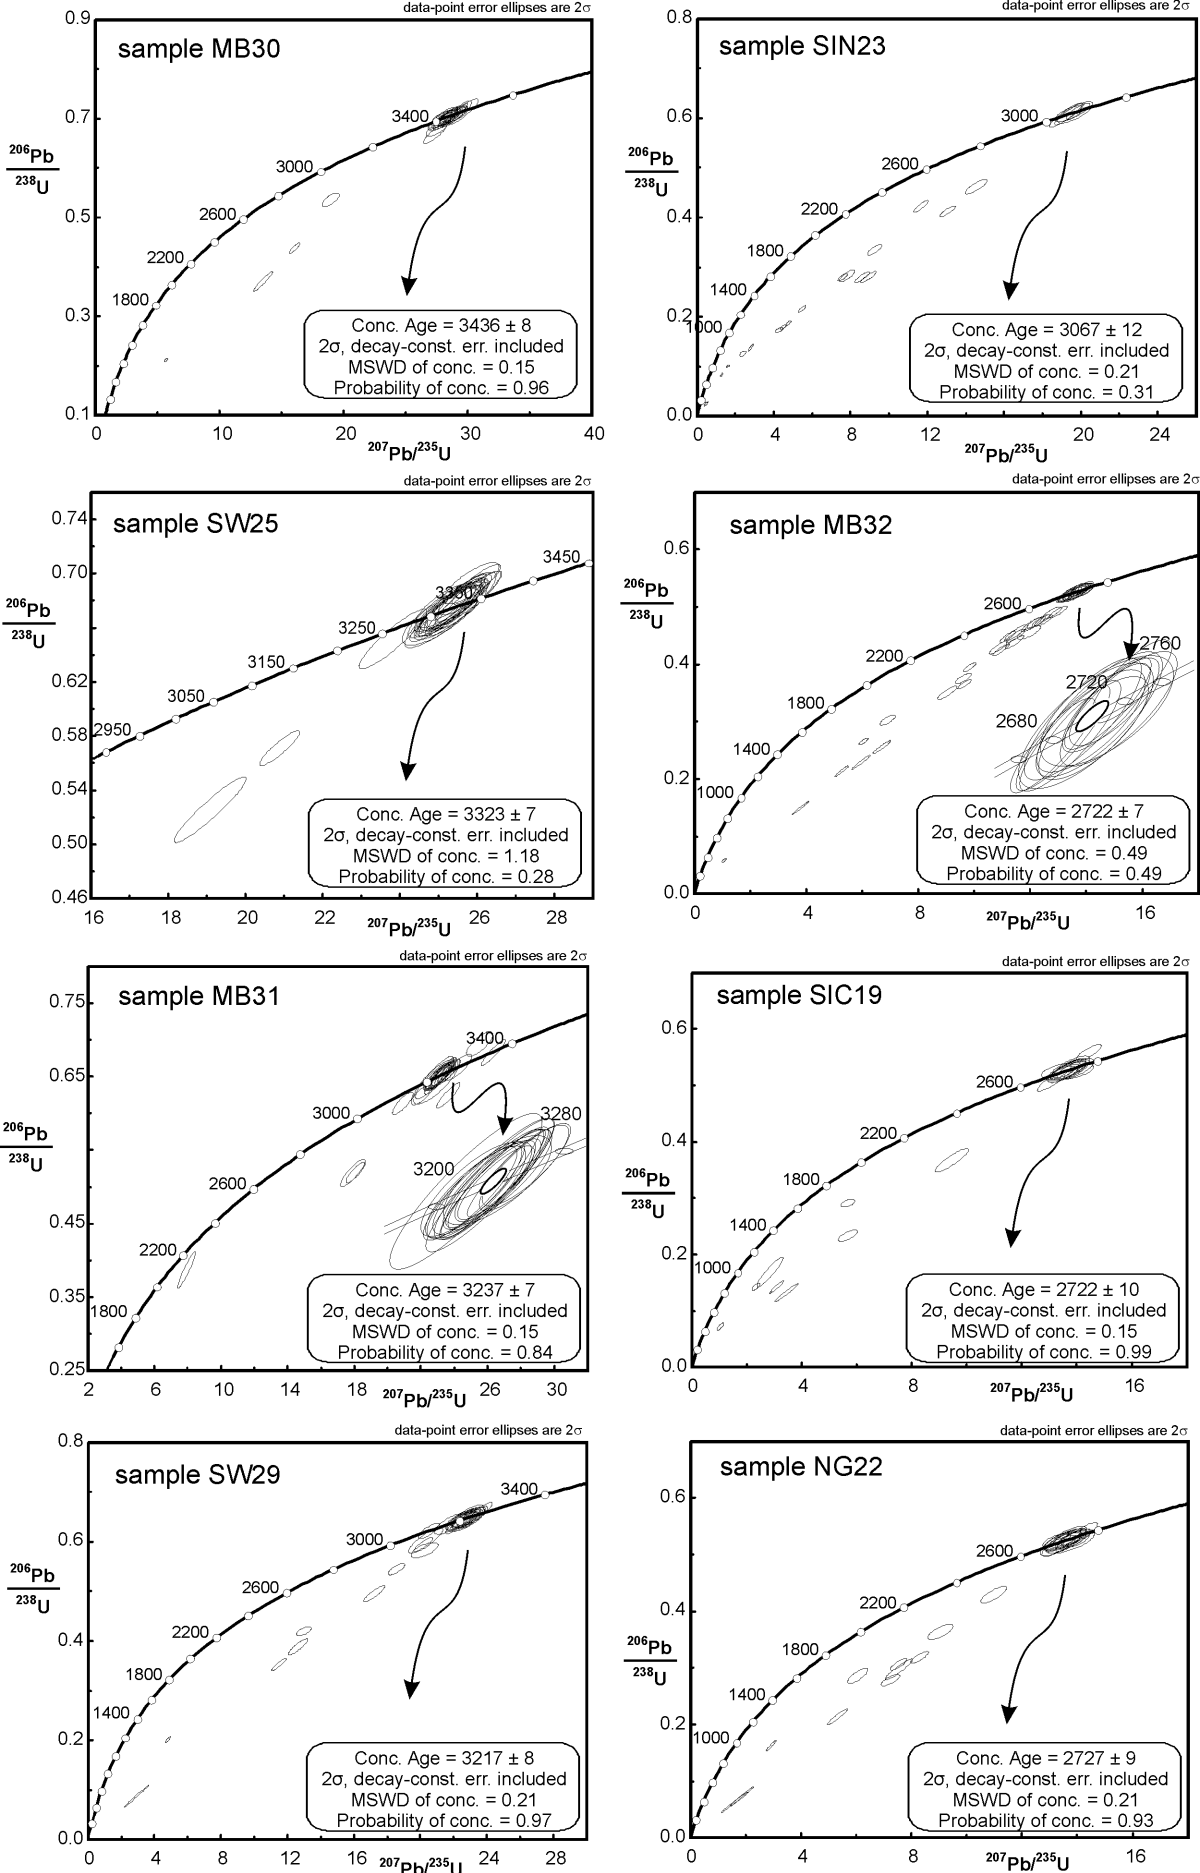 data-point error ellipses are 2σ
sample MB30
0.9
0.7
0.5
0.3
0.1
206Pb
238U
3400
3000
2600
2200
1800
Conc. Age = 3436 ± 8
2σ, decay-const. err. included
MSWD of conc. = 0.15
Probability of conc. = 0.96
0 10 20 30 40
207Pb/235U
data-point error ellipses are 2σ
sample SIN23
0.8
0.6
0.4
0.2
0.0
206Pb
238U
3000
2600
2200
1800
1400
1000
Conc. Age = 3067 ± 12
2σ, decay-const. err. included
MSWD of conc. = 0.21
Probability of conc. = 0.31
0 4 8 12 20 24
207Pb/235U
data-point error ellipses are 2σ
sample SW25
0.74
0.70
0.62
0.58
0.54
0.50
0.46
206Pb
238U
3450
3350
3250
3150
3050
2950
Conc. Age = 3323 ± 7
2σ, decay-const. err. included
MSWD of conc. = 1.18
Probability of conc. = 0.28
16 18 20 22 26 28
207Pb/235U
data-point error ellipses are 2σ
sample MB32
0.6
0.4
0.2
0.0
206Pb
238U
2600
2200
1800
1400
1000
2760
2720
2680
Conc. Age = 2722 ± 7
2σ, decay-const. err. included
MSWD of conc. = 0.49
Probability of conc. = 0.49
0 4 8 16
207Pb/235U
data-point error ellipses are 2σ
sample MB31
0.75
0.65
0.45
0.35
0.25
206Pb
238U
3400
3000
2600
2200
1800
3280
3200
Conc. Age = 3237 ± 7
2σ, decay-const. err. included
MSWD of conc. = 0.15
Probability of conc. = 0.84
2 6 10 14 18 26 30
207Pb/235U
data-point error ellipses are 2σ
sample SIC19
0.6
0.4
0.2
0.0
206Pb
238U
2600
2200
1800
1400
1000
Conc. Age = 2722 ± 10
2σ, decay-const. err. included
MSWD of conc. = 0.15
Probability of conc. = 0.99
0 4 8 16
207Pb/235U
data-point error ellipses are 2σ
sample SW29
0.8
0.6
0.4
0.2
0.0
206Pb
238U
3400
3000
2600
2200
1800
1400
Conc. Age = 3217 ± 8
2σ, decay-const. err. included
MSWD of conc. = 0.21
Probability of conc. = 0.97
0 4 8 12 16 24 28
207Pb/235U
data-point error ellipses are 2σ
sample NG22
0.6
0.4
0.2
0.0
206Pb
238U
2600
2200
1800
1400
1000
Conc. Age = 2727 ± 9
2σ, decay-const. err. included
MSWD of conc. = 0.21
Probability of conc. = 0.93
0 4 8 16
207Pb/235U